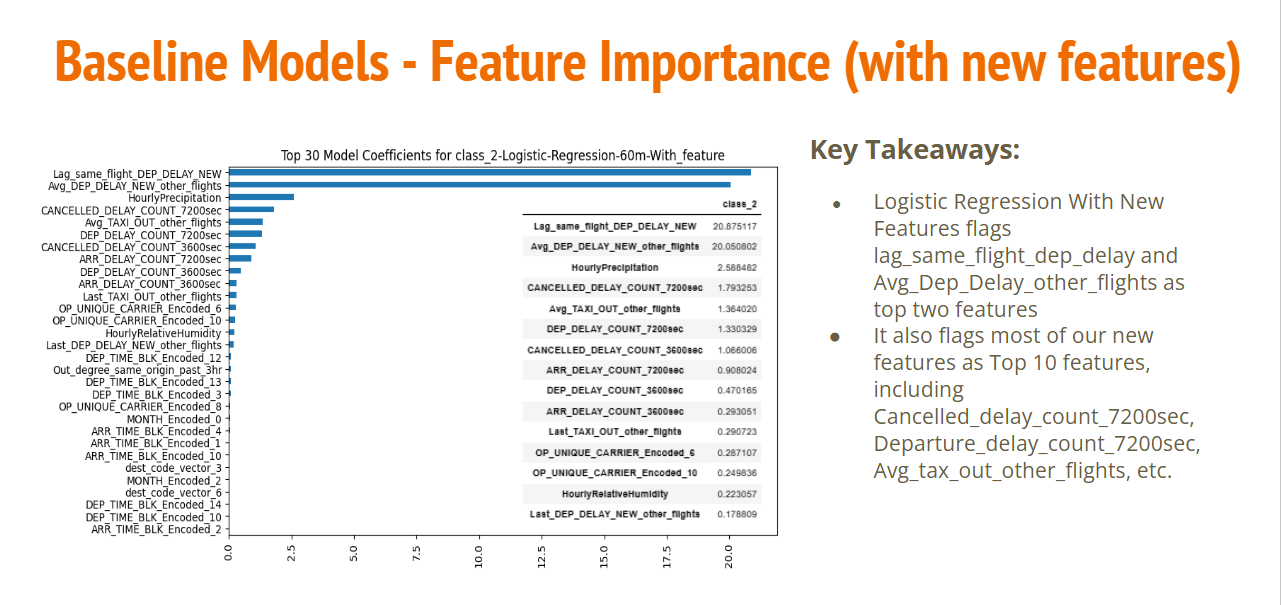 Baseline Models - Feature Importance (with new features)
Top 30 Model Coefficients for class_2-Logistic-Regression-60m-With_feature
Lag_same_flight_DEP_DELAY_NEW
Avg_DEP_DELAY_NEW_other_flights
HourlyPrecipitation
CANCELLED_DELAY_COUNT_7200sec
Avg_TAXI_OUT_other_flights
DEP_DELAY_COUNT_7200sec
CANCELLED_DELAY_COUNT_3600sec
ARR_DELAY_COUNT_7200sec
DEP_DELAY_COUNT_3600sec
ARR_DELAY_COUNT_3600sec
Last_TAXI_OUT_other_flights
OP_UNIQUE_CARRIER_Encoded_6
OP_UNIQUE_CARRIER_Encoded_10
HourlyRelativeHumidity
Last_DEP_DELAY_NEW_other_flights
DEP_TIME_BLK_Encoded_12
Out_degree_same_origin_past_3hr
DEP_TIME_BLK_Encoded_13
DEP_TIME_BLK_Encoded_3
OP_UNIQUE_CARRIER_Encoded_8
MONTH_Encoded_0
ARR_TIME_BLK_Encoded_4
ARR_TIME_BLK_Encoded_1
ARR_TIME_BLK_Encoded_10
dest_code_vector_3
MONTH_Encoded_2
dest_code_vector_6
DEP_TIME_BLK_Encoded_14
DEP_TIME_BLK_Encoded_10
ARR_TIME_BLK_Encoded_2
0.0
2.5
5.0
7.5
10.0
12.5
15.0
17.5
20.0
class_2
Lag_same_flight_DEP_DELAY_NEW 20.875117
Avg_DEP_DELAY_NEW_other_flights 20.050802
HourlyPrecipitation 2.588482
CANCELLED_DELAY_COUNT_7200sec 1.793253
Avg_TAXI_OUT_other_flights 1.364020
DEP_DELAY_COUNT_7200sec 1.330329
CANCELLED_DELAY_COUNT_3600sec 1.066006
ARR_DELAY_COUNT_7200sec 0.908024
DEP_DELAY_COUNT_3600sec 0.470165
ARR_DELAY_COUNT_3600sec 0.293051
Last_TAXI_OUT_other_flights 0.290723
OP_UNIQUE_CARRIER_Encoded_6 0.287107
OP_UNIQUE_CARRIER_Encoded_10 0.249836
HourlyRelativeHumidity 0.223057
Last_DEP_DELAY_NEW_other_flights 0.178809
Key Takeaways:
● Logistic Regression With New
Features flags
lag_same_flight_dep_delay and
Avg_Dep_Delay_other_flights as
top two features
● It also flags most of our new
features as Top 10 features,
including
Cancelled_delay_count_7200sec,
Departure_delay_count_7200sec,
Avg_tax_out_other_flights, etc.